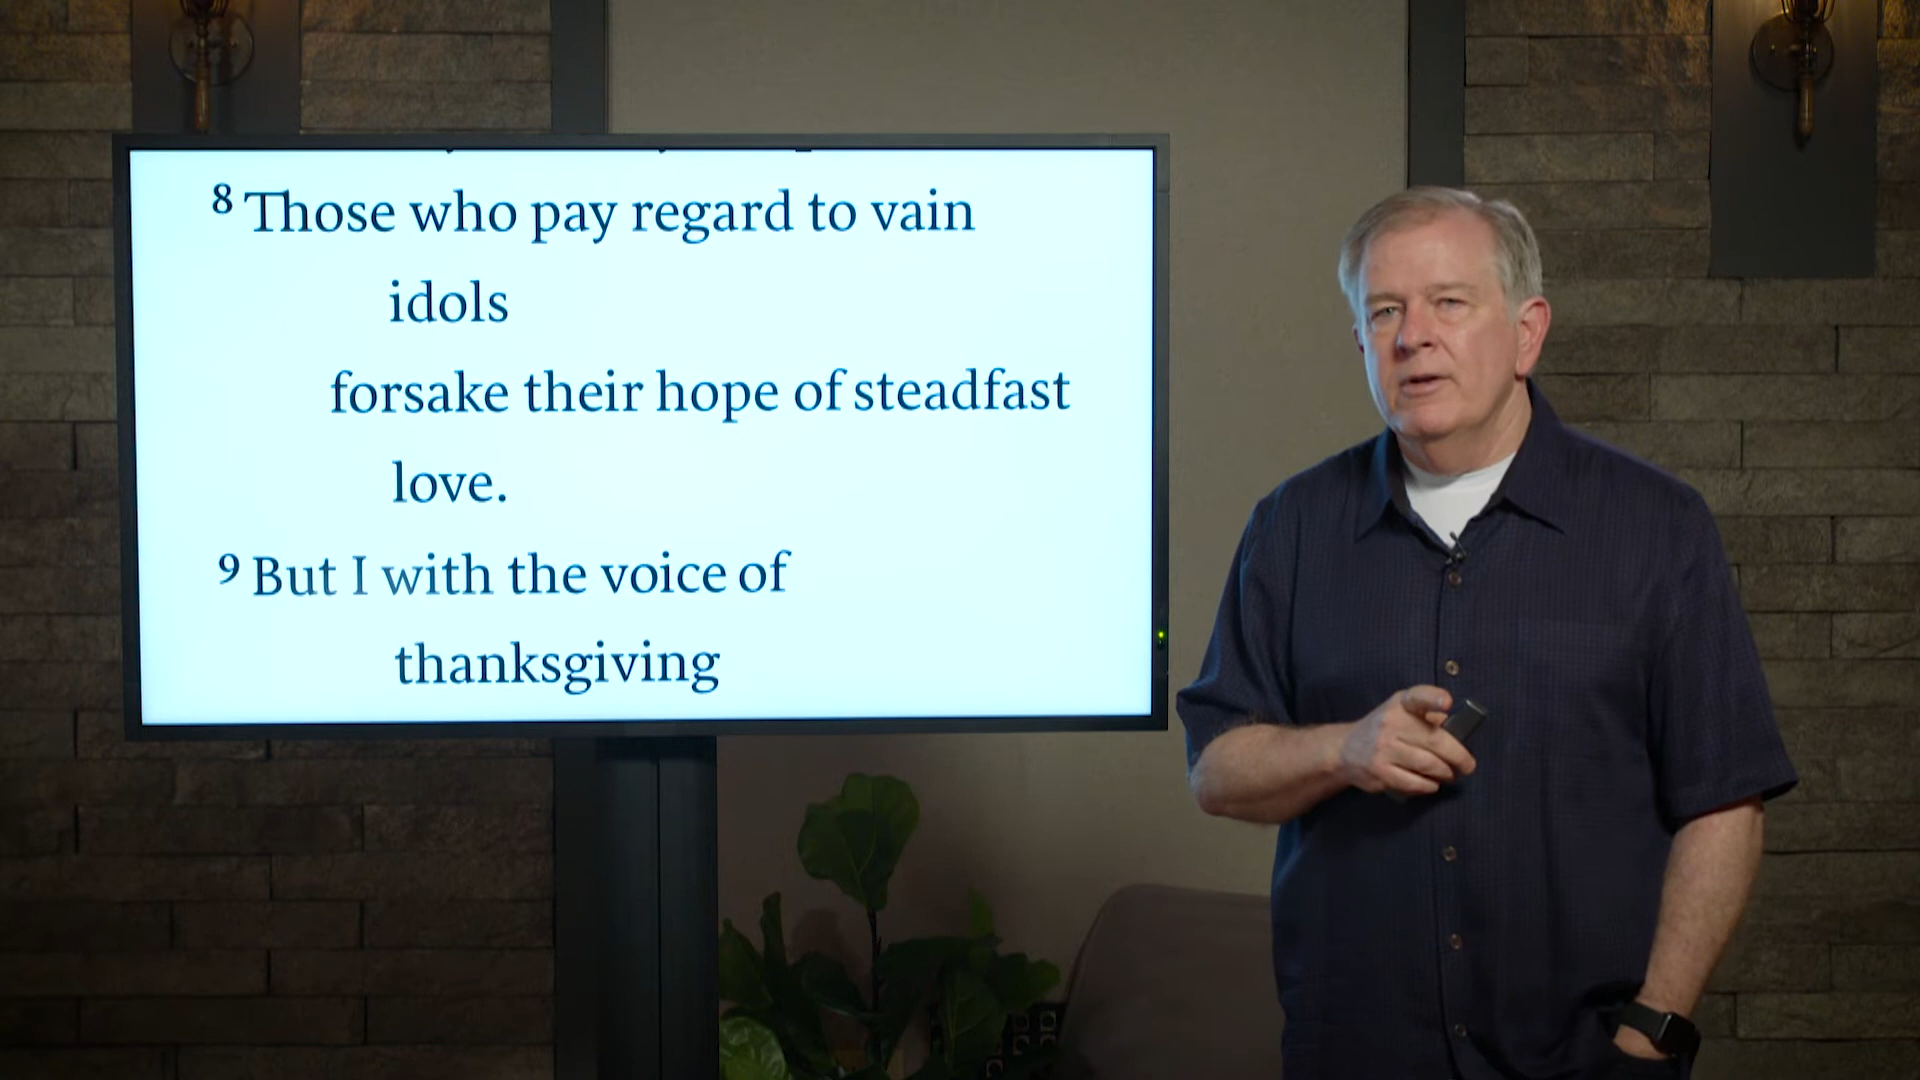 8 Those who pay regard to vain
idols
forsake their hope of steadfast
love.
9 But I with the voice of
thanksgiving